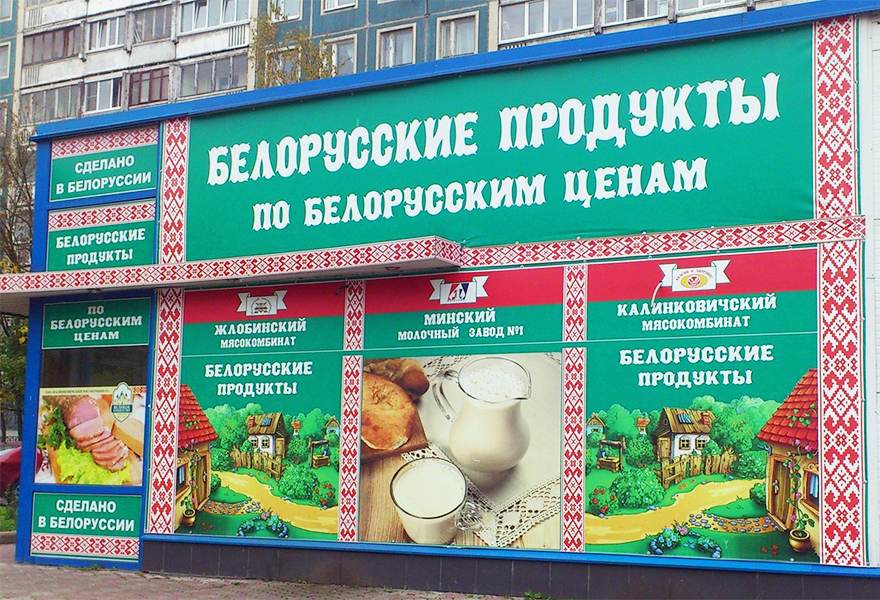 БЕЛОРУССКИЕ ПРОДУКТЫ
ПО БЕЛОРУССКИМ ЦЕНАМ
СДЕЛАНО
В БЕЛОРУССИИ
БЕЛОРУССКИЕ
ПРОДУКТЫ
ПО
БЕЛОРУССКИМ
ЦЕНАМ
СДЕЛАНО
В БЕЛОРУССИИ
ЖЛОБИНСКИЙ
МЯСОКОМБИНАТ
БЕЛОРУССКИЕ
ПРОДУКТЫ
МИНСКИЙ
МОЛОЧНЫЙ ЗАВОД №1
КАЛИНКОВИЧСКИЙ
МЯСОКОМБИНАТ
БЕЛОРУССКИЕ
ПРОДУКТЫ